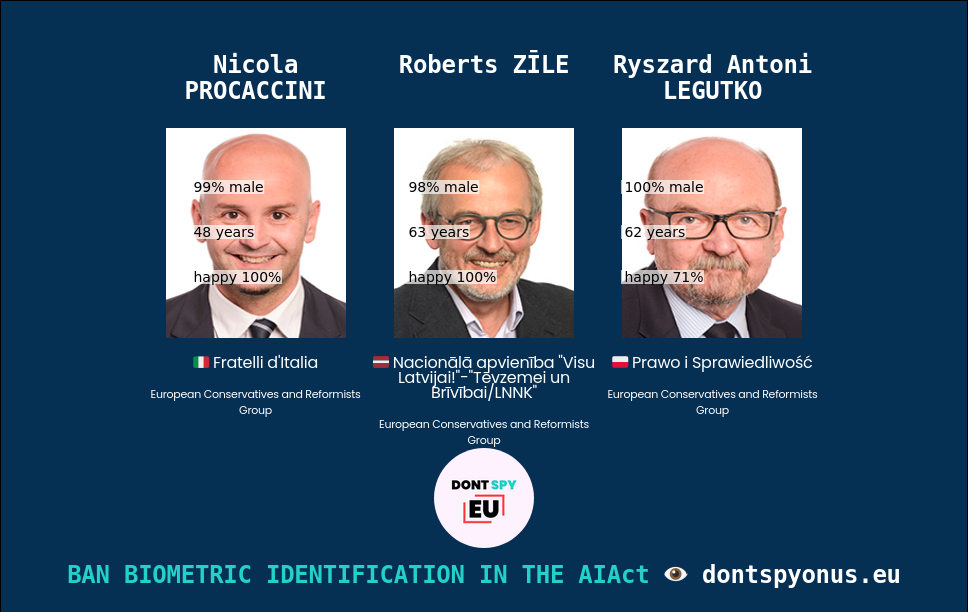 Nicola
PROCACCINI
Roberts ZĪLE
Ryszard Antoni
LEGUTKO
99% male
48 years
happy 100%
98% male
63 years
happy 100%
100% male
62 years
happy 71%
Fratelli d'Italia
European Conservatives and Reformists
Group
Nacionālā apvienība "Visu
Latvijai!"-"Tēvzemei un
Brīvībai/LNNK"
European Conservatives and Reformists
Group
Prawo i Sprawiedliwość
European Conservatives and Reformists
Group
DONT SPY
EU
BAN BIOMETRIC IDENTIFICATION IN THE AIAct 👁 dontspyonus.eu